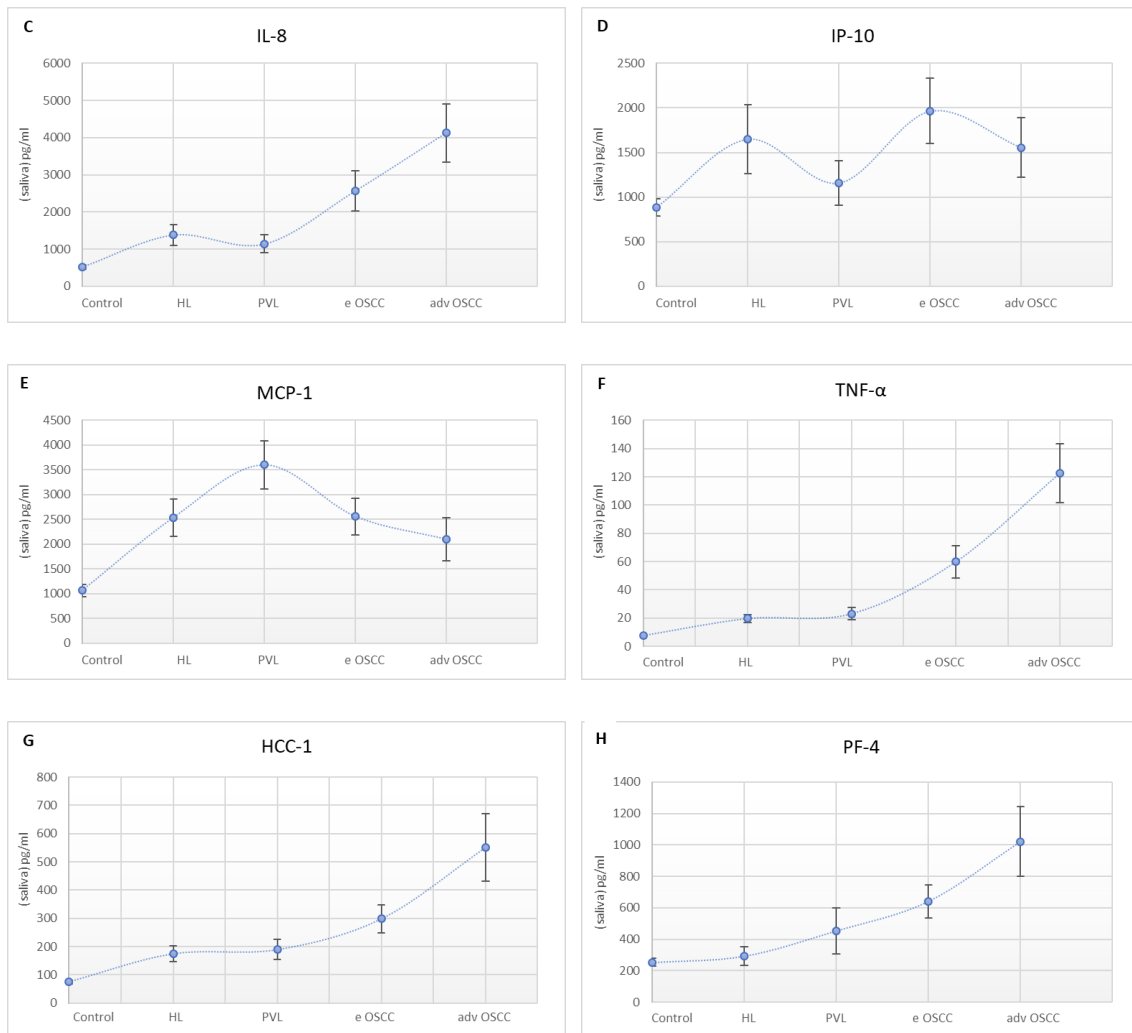 C
IL-8
6000
5000
4000
3000
2000
1000
0
(saliva) pg/ml
Control HL PVL e OSCC adv OSCC
D
IP-10
2500
2000
1500
1000
500
0
(saliva) pg/ml
Control HL PVL e OSCC adv OSCC
E
MCP-1
4500
4000
3500
3000
2500
2000
1500
1000
500
0
(saliva) pg/ml
Control HL PVL e OSCC adv OSCC
F
TNF-α
160
140
120
100
80
60
40
20
0
(saliva) pg/ml
Control HL PVL e OSCC adv OSCC
G
HCC-1
800
700
600
500
400
300
200
100
0
(saliva) pg/ml
Control HL PVL e OSCC adv OSCC
H
PF-4
1400
1200
1000
800
600
400
200
0
(saliva) pg/ml
Control HL PVL e OSCC adv OSCC